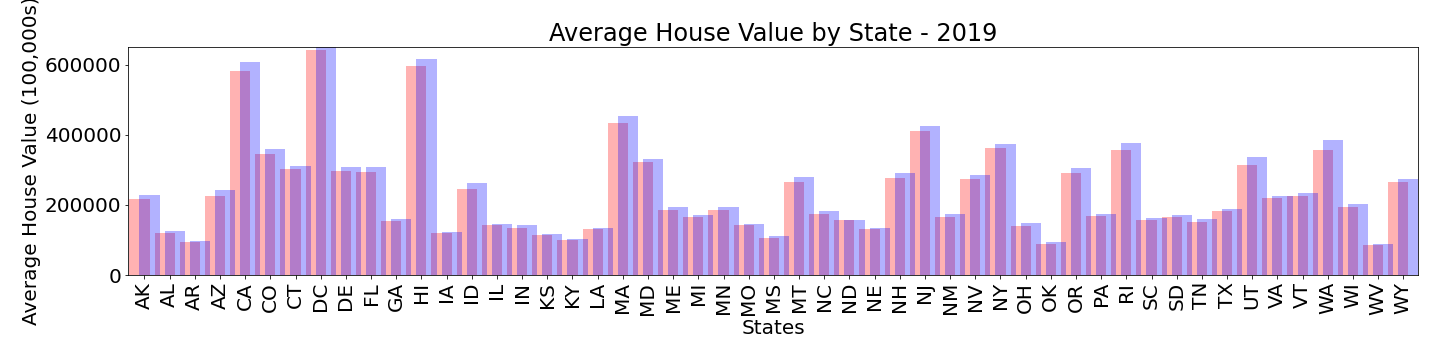 Average House Value by State - 2019
Average House Value (100,000s)
600000
400000
200000
0
AK AL AR AZ CA CO CT DC DE FL GA HI IA ID IL IN KS KY LA MA MD ME MI MN MO MS MT NC ND NE NH NJ NM NV NY OH OK OR PA RI SC SD TN TX UT VA VT WA WI WV WY
States